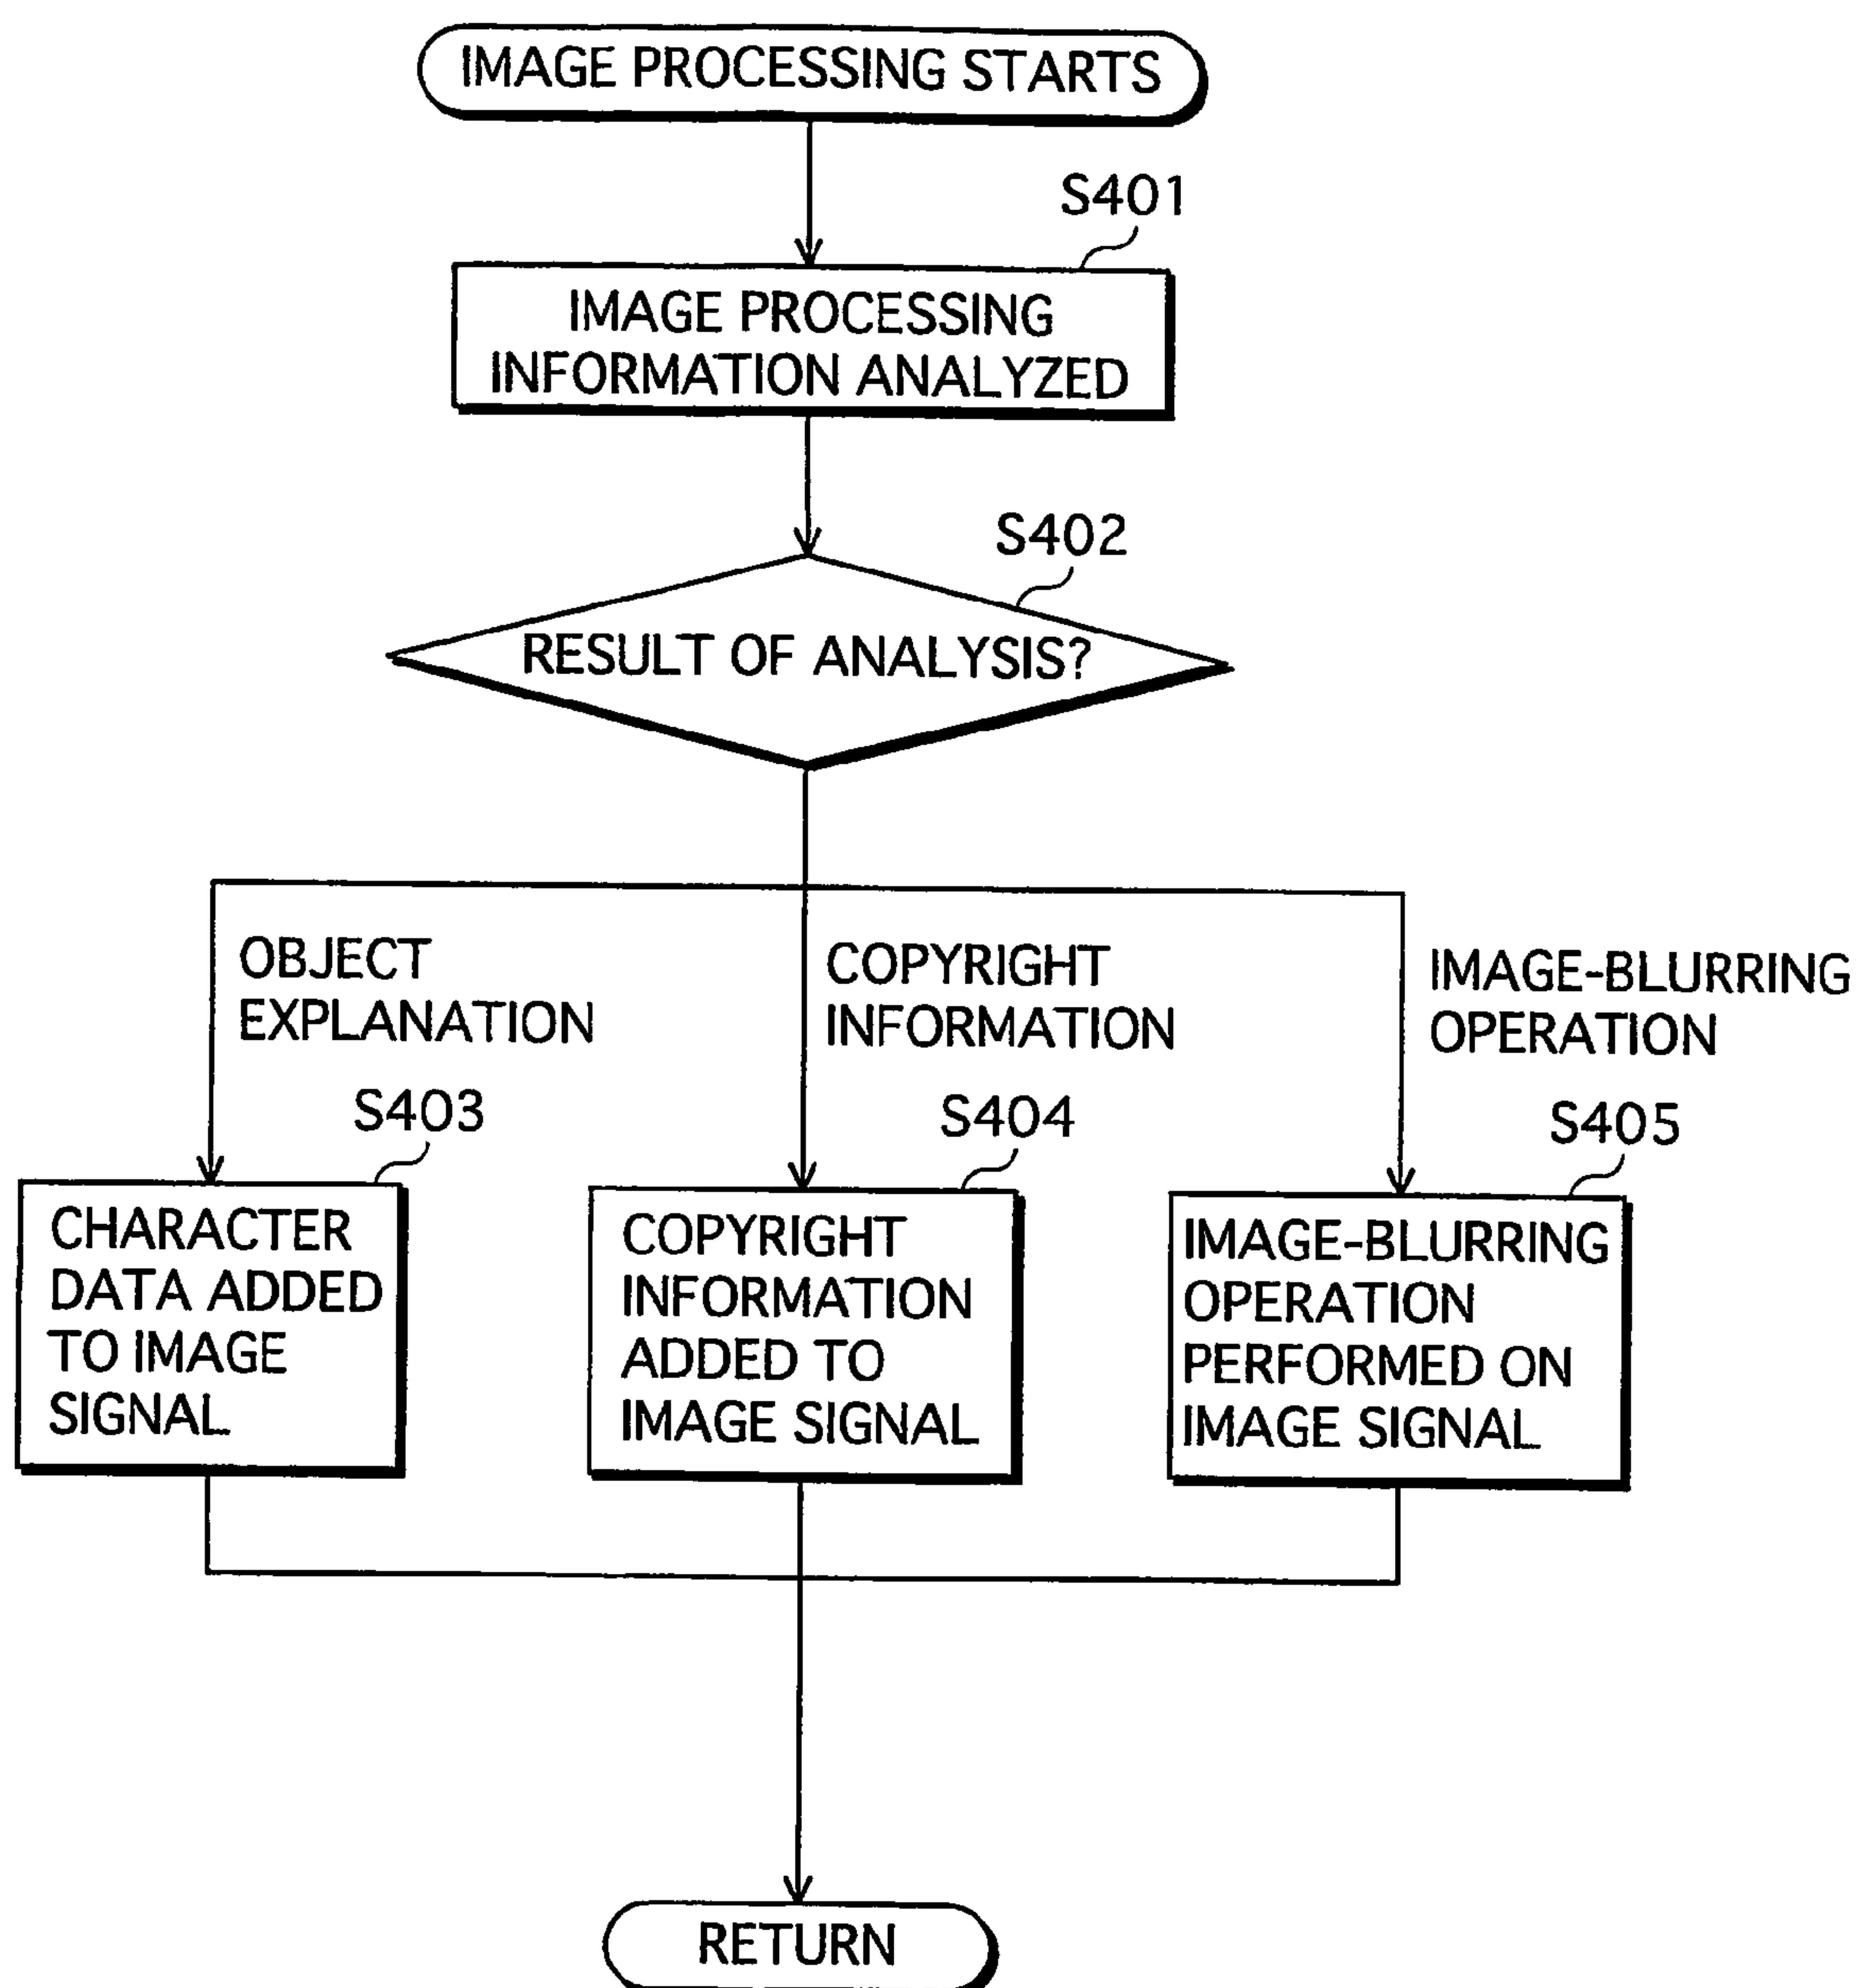 IMAGE PROCESSING STARTS
S401
IMAGE PROCESSING
INFORMATION ANALYZED
S402
RESULT OF ANALYSIS?
OBJECT
EXPLANATION
COPYRIGHT
INFORMATION
IMAGE-BLURRING
OPERATION
S403
S404
S405
CHARACTER
DATA ADDED
TO IMAGE
SIGNAL
COPYRIGHT
INFORMATION
ADDED TO
IMAGE SIGNAL
IMAGE-BLURRING
OPERATION
PERFORMED ON
IMAGE SIGNAL
RETURN